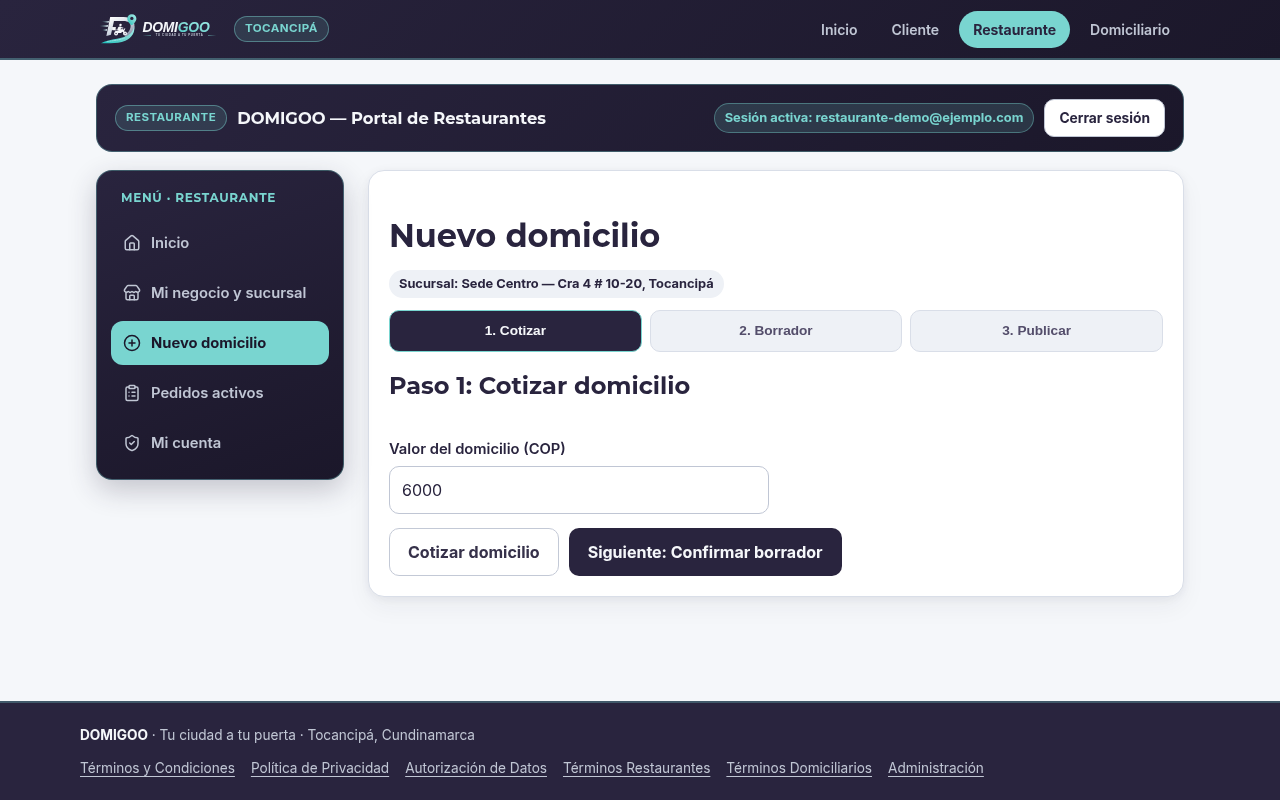 DOMIGOO
TU CIUDAD A TU PUERTA
TOCANCIPÁ
Inicio
Cliente
Restaurante
Domiciliario
RESTAURANTE
DOMIGOO — Portal de Restaurantes
Sesión activa: restaurante-demo@ejemplo.com
Cerrar sesión
MENÚ · RESTAURANTE
Inicio
Mi negocio y sucursal
Nuevo domicilio
Pedidos activos
Mi cuenta
Nuevo domicilio
Sucursal: Sede Centro — Cra 4 # 10-20, Tocancipá
1. Cotizar
2. Borrador
3. Publicar
Paso 1: Cotizar domicilio
Valor del domicilio (COP)
6000
Cotizar domicilio
Siguiente: Confirmar borrador
DOMIGOO · Tu ciudad a tu puerta · Tocancipá, Cundinamarca
Términos y Condiciones
Política de Privacidad
Autorización de Datos
Términos Restaurantes
Términos Domiciliarios
Administración